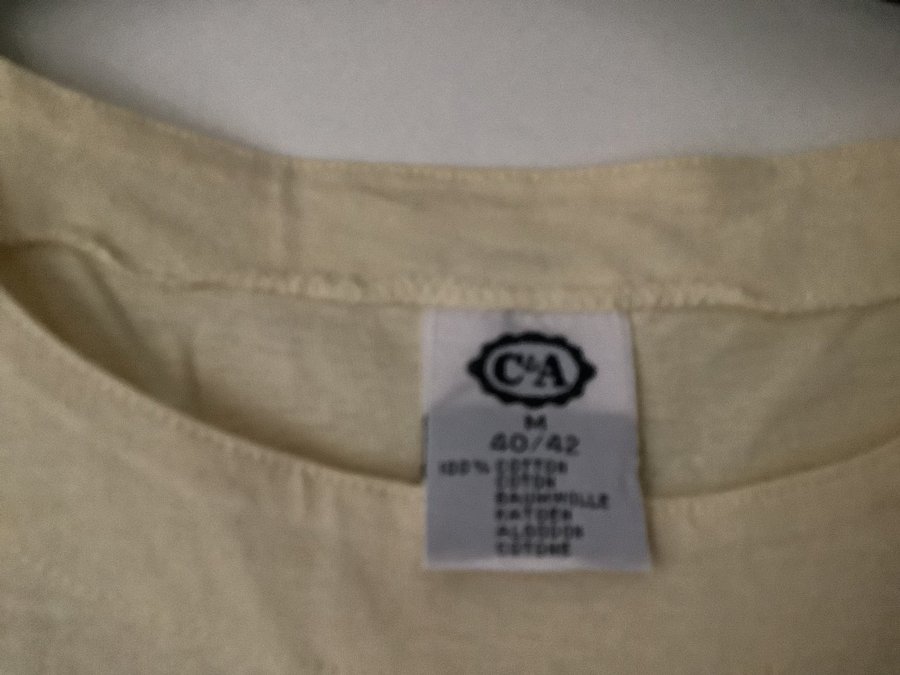 C&A
M
40/42
100% COTTON
COTON
BAUMWOLLE
KATOEN
ALGODON
COTONE